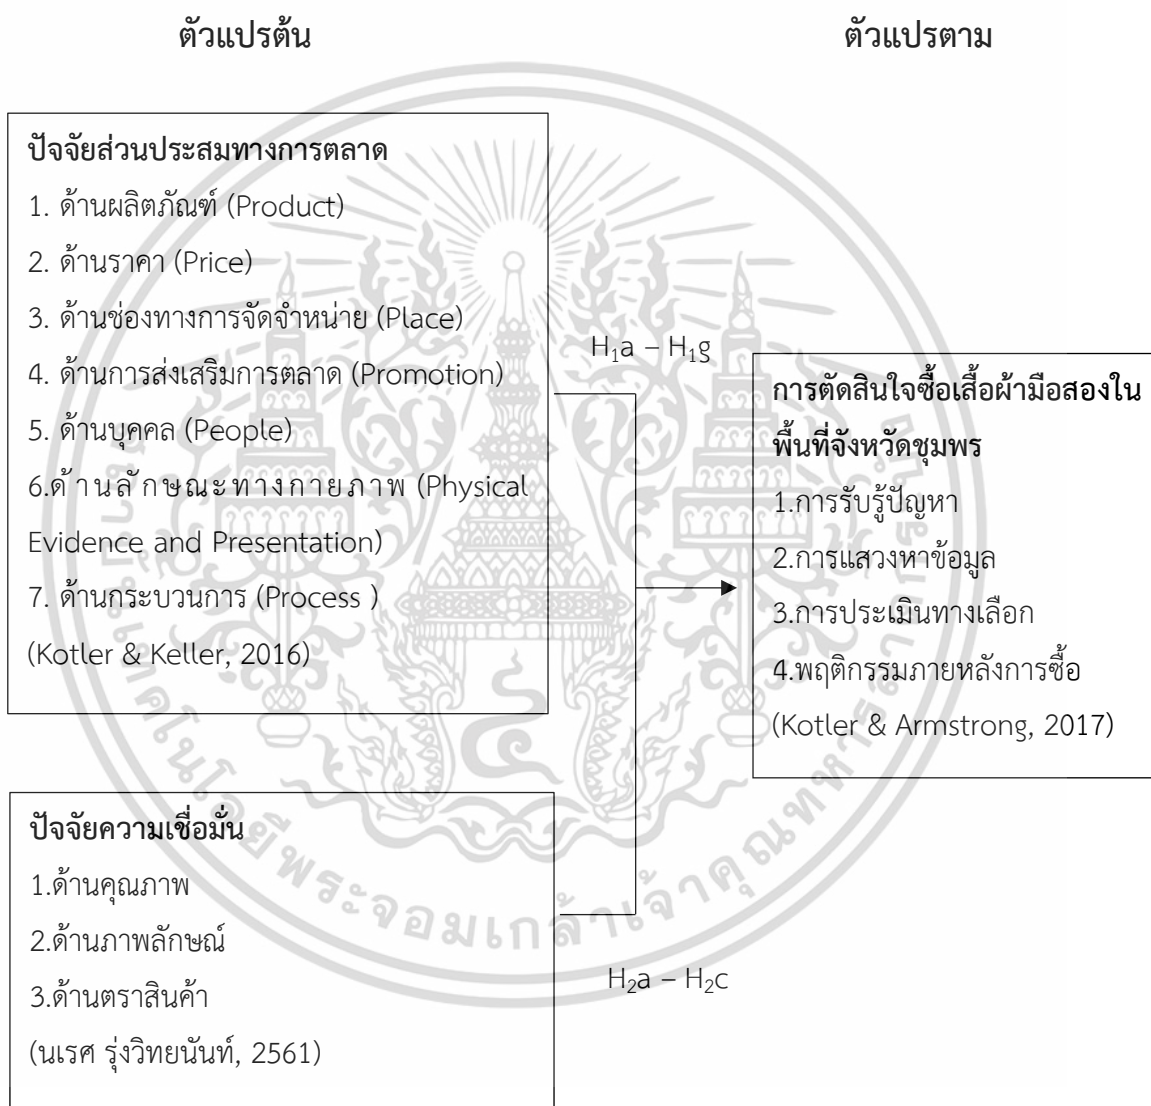 ตัวแปรต้น
ตัวแปรตาม
ปัจจัยส่วนประสมทางการตลาด
1. ด้านผลิตภัณฑ์ (Product)
2. ด้านราคา (Price)
3. ด้านช่องทางการจัดจำหน่าย (Place)
4. ด้านการส่งเสริมการตลาด (Promotion)
5. ด้านบุคคล (People)
6.ด้านลักษณะทางกายภาพ (Physical
Evidence and Presentation)
7. ด้านกระบวนการ (Process )
(Kotler & Keller, 2016)
H₁a – H₁g
การตัดสินใจซื้อเสื้อผ้ามือสองใน
พื้นที่จังหวัดชุมพร
1.การรับรู้ปัญหา
2.การแสวงหาข้อมูล
3.การประเมินทางเลือก
4.พฤติกรรมภายหลังการซื้อ
(Kotler & Armstrong, 2017)
ปัจจัยความเชื่อมั่น
1.ด้านคุณภาพ
2.ด้านภาพลักษณ์
3.ด้านตราสินค้า
(นเรศ รุ่งวิทยนันท์, 2561)
H₂a – H₂c